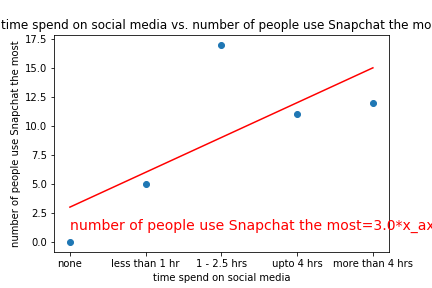 time spend on social media vs. number of people use Snapchat the mo
17.5
15.0
12.5
10.0
7.5
5.0
2.5
0.0
number of people use Snapchat the most
number of people use Snapchat the most=3.0*x_ax
none
less than 1 hr
1 - 2.5 hrs
upto 4 hrs
more than 4 hrs
time spend on social media